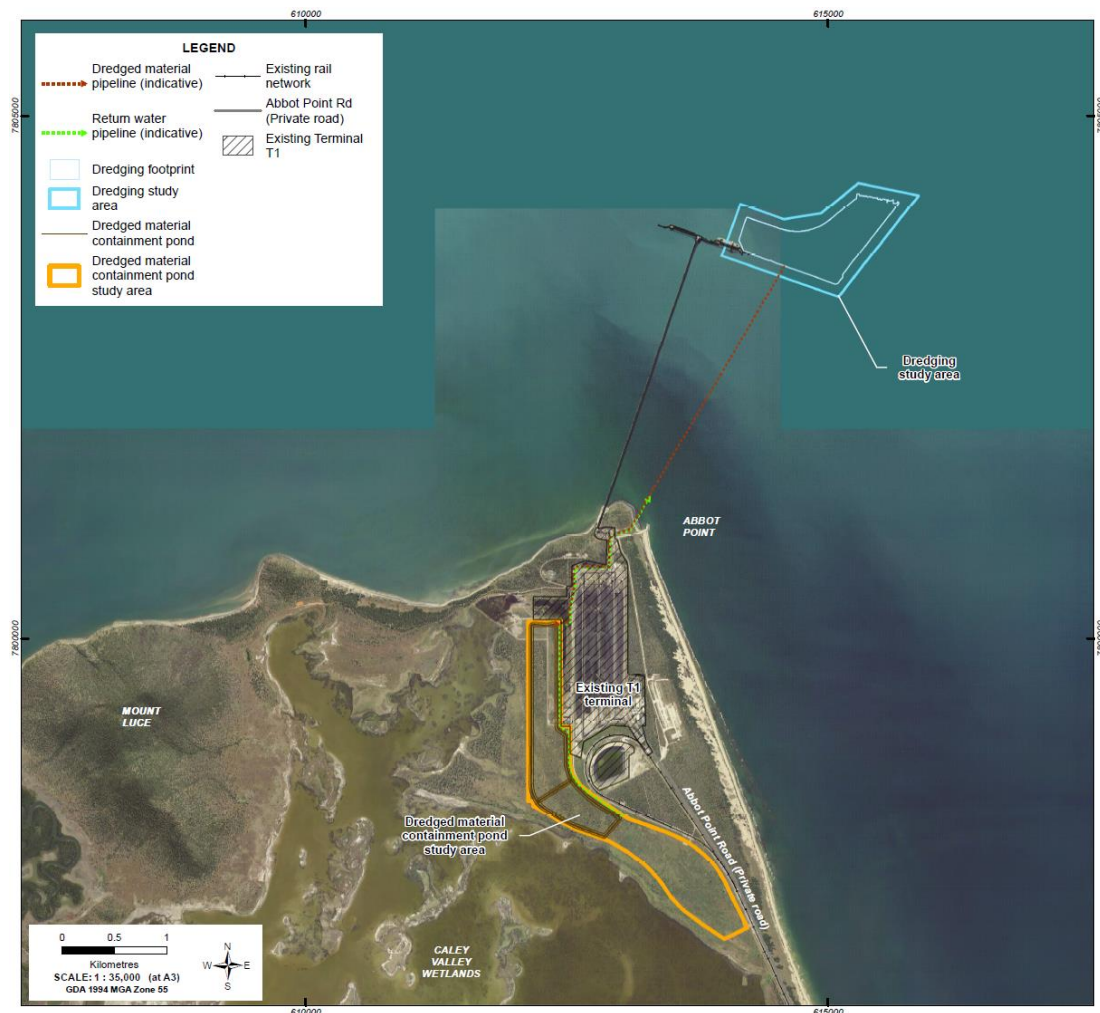 610000
615000
LEGEND
Dredged material
pipeline (indicative)
Return water
pipeline (indicative)
Dredging footprint
Dredging study
area
Dredged material
containment pond
Dredged material
containment pond
study area
Existing rail
network
Abbot Point Rd
(Private road)
Existing Terminal
T1
7805000
7805000
Dredging
study area
ABBOT
POINT
7800000
7800000
Existing T1
terminal
MOUNT
LUCE
Dredged material
containment pond
study area
Abbot Point Road (Private road)
CALEY
VALLEY
WETLANDS
0 0.5 1
Kilometres
SCALE: 1 : 35,000 (at A3)
GDA 1994 MGA Zone 55
N
W E
S
610000
615000